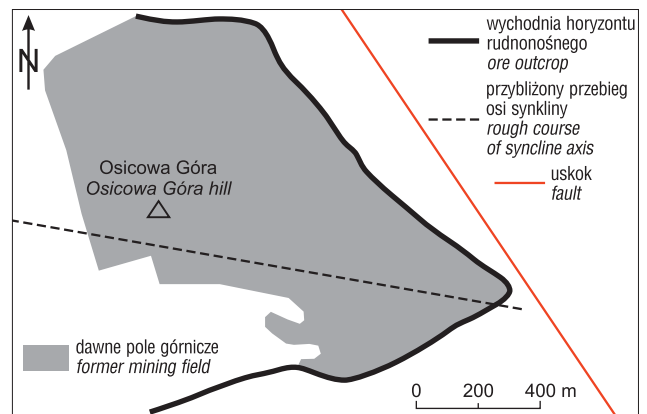 N
wychodnia horyzontu
rudnonośnego
ore outcrop
przybliżony przebieg
osi synkliny
rough course
of syncline axis
uskok
fault
Osicowa Góra
Osicowa Góra hill
dawne pole górnicze
former mining field
0 200 400 m